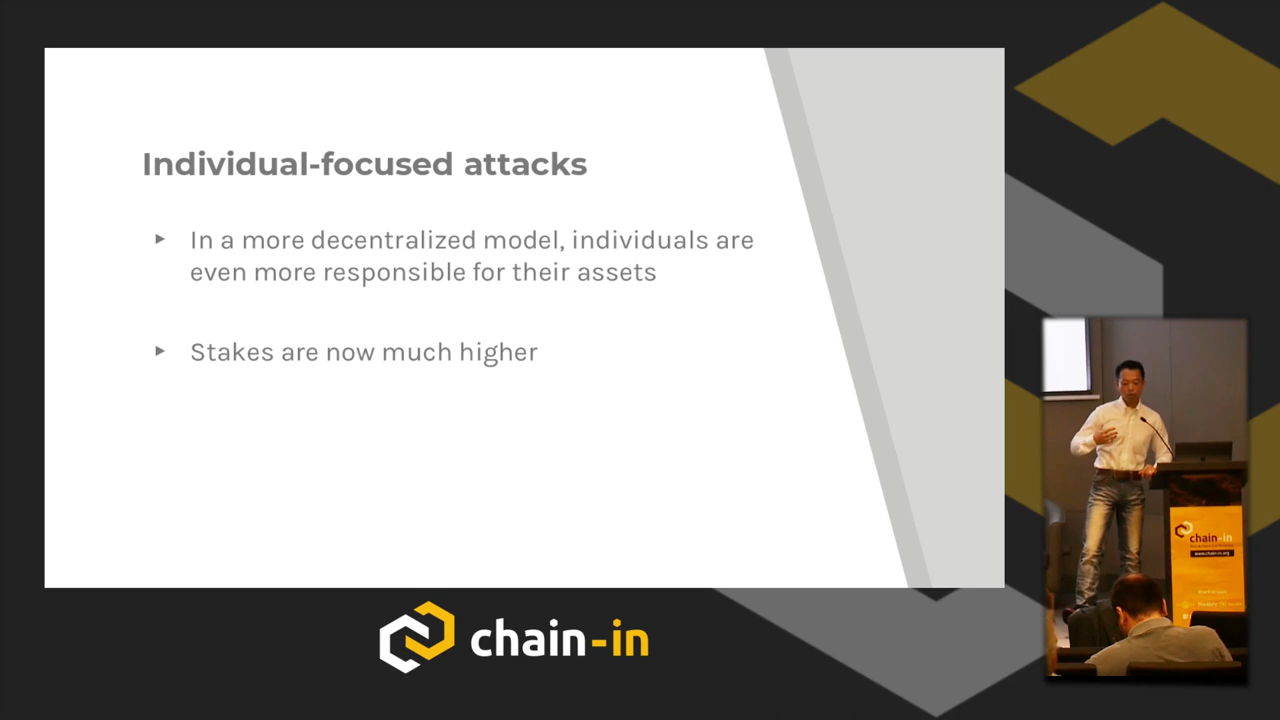 Individual-focused attacks
▸ In a more decentralized model, individuals are
even more responsible for their assets
▸ Stakes are now much higher
chain-in
chain-in
www.chain-in.org